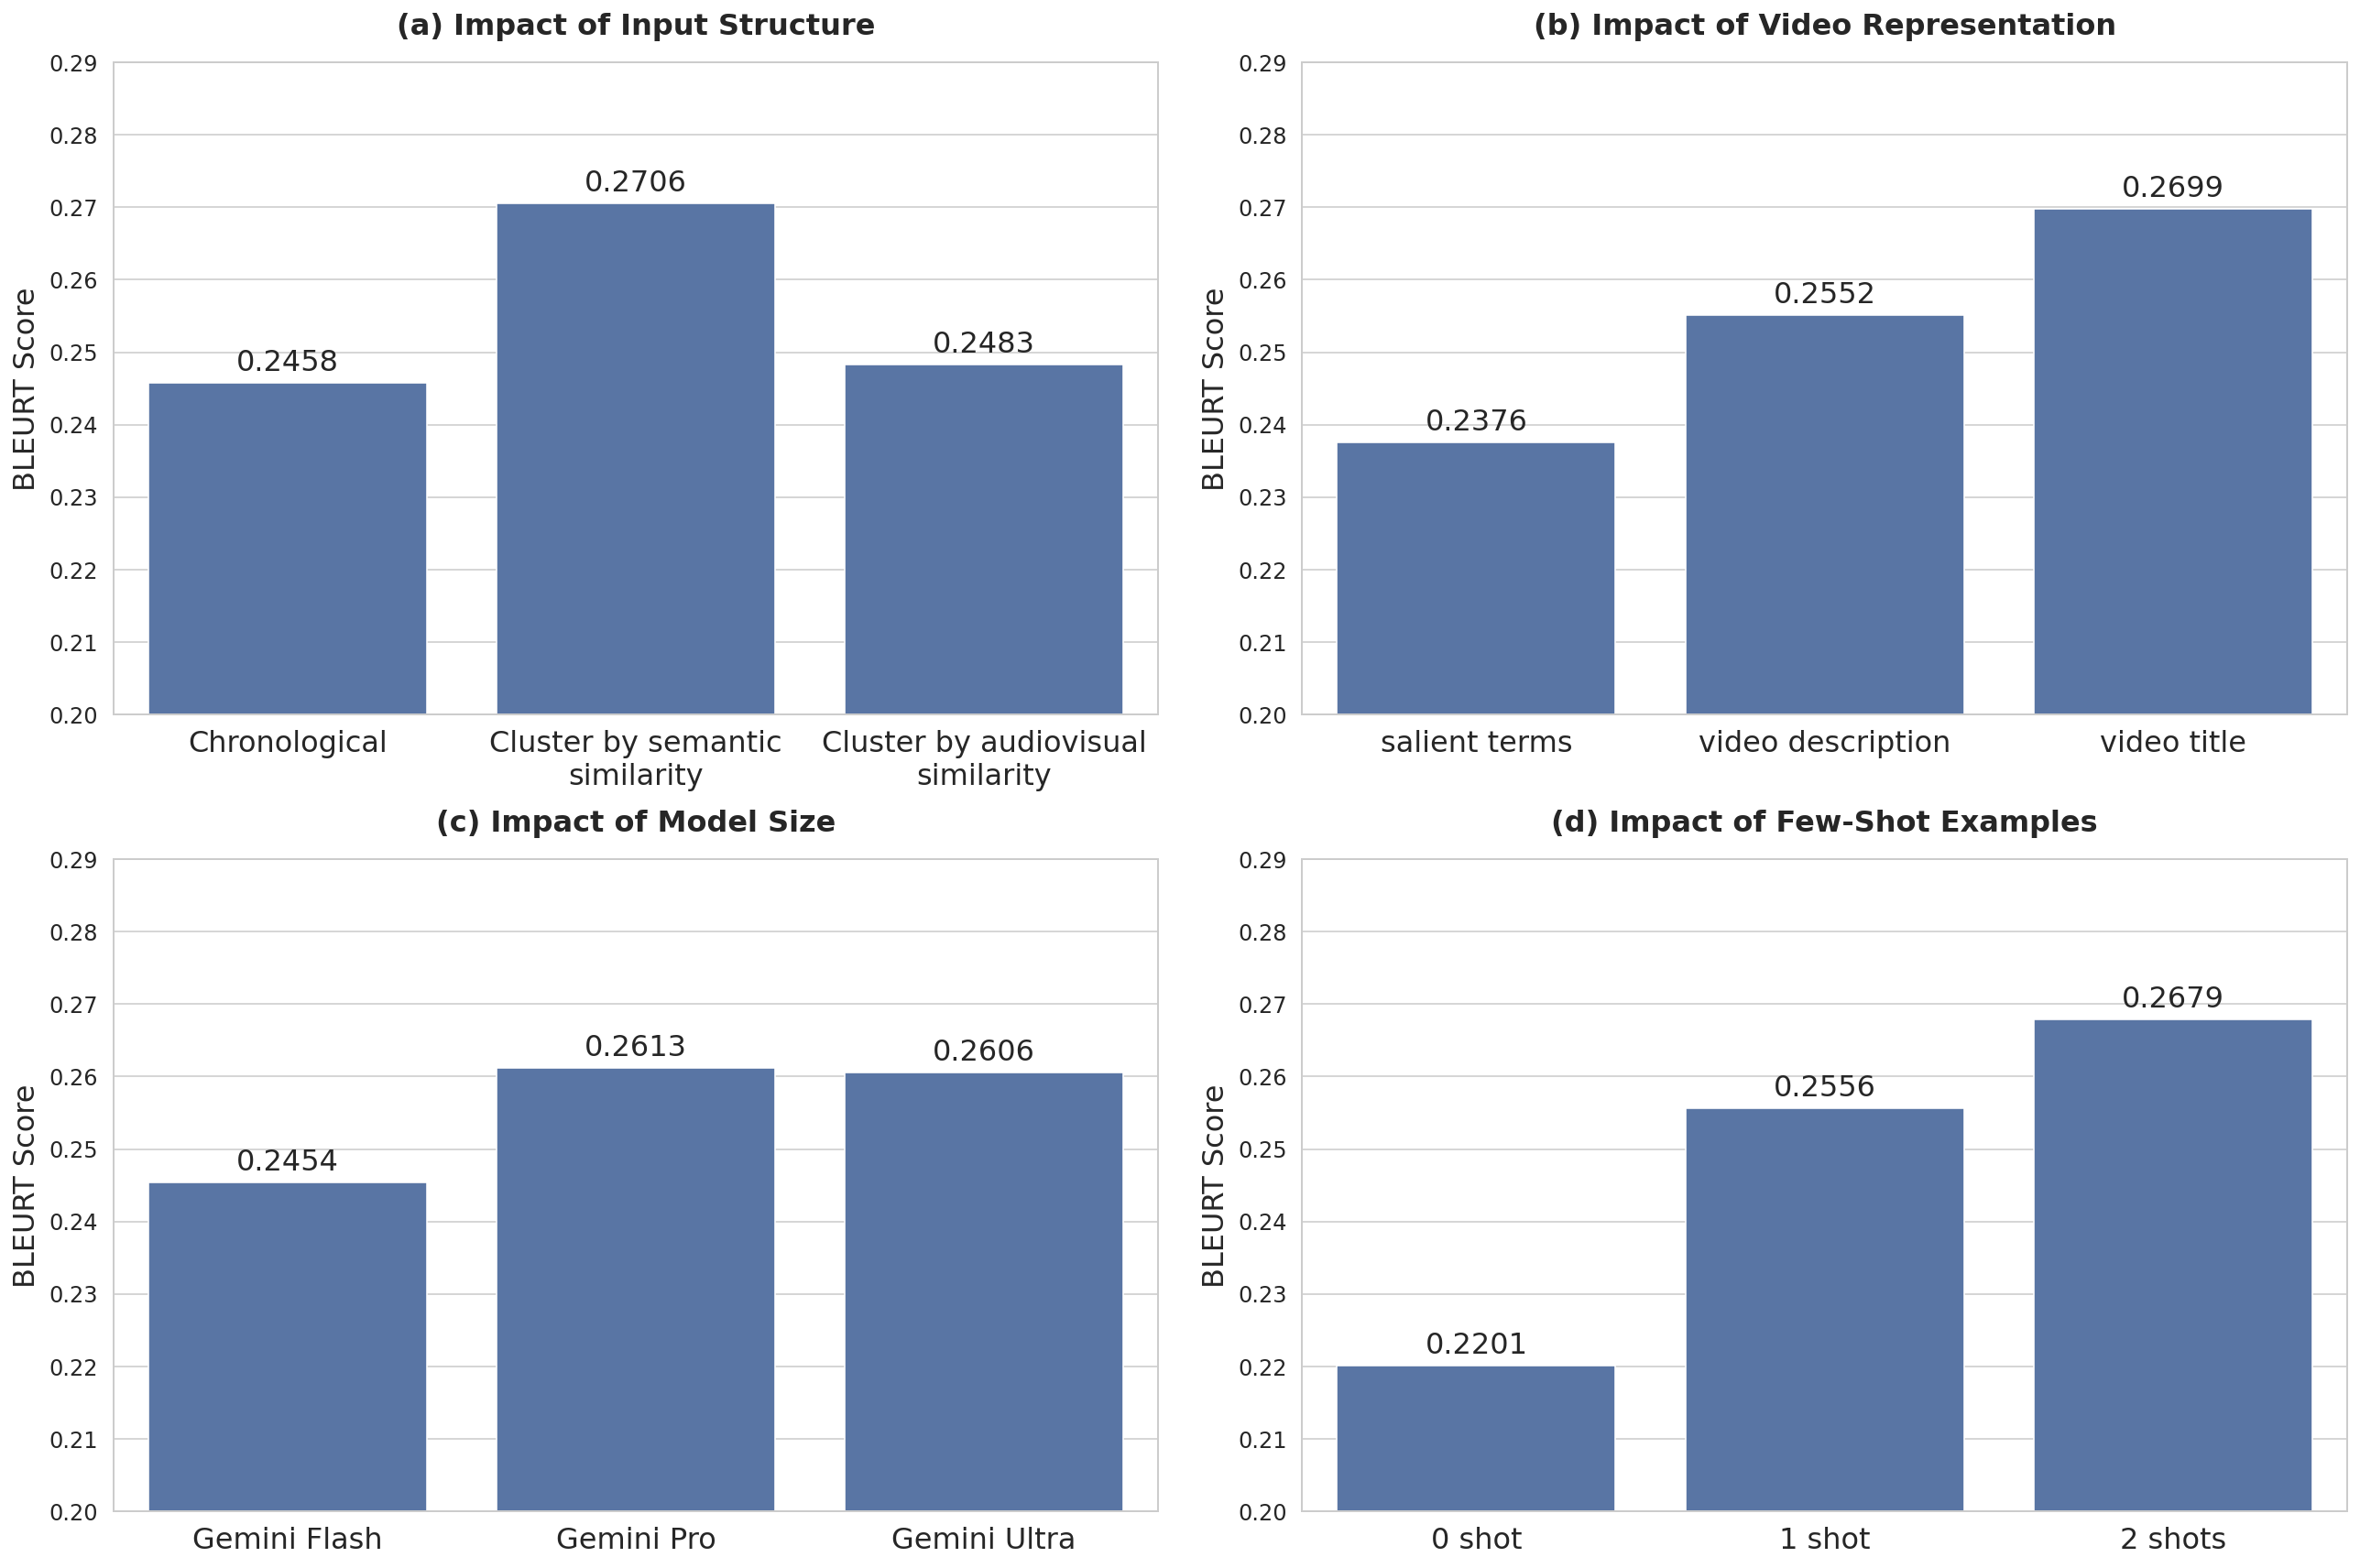 (a) Impact of Input Structure
BLEURT Score
0.29
0.28
0.27
0.26
0.25
0.24
0.23
0.22
0.21
0.20
0.2458
0.2706
0.2483
Chronological
Cluster by semantic
similarity
Cluster by audiovisual
similarity
(b) Impact of Video Representation
BLEURT Score
0.29
0.28
0.27
0.26
0.25
0.24
0.23
0.22
0.21
0.20
0.2376
0.2552
0.2699
salient terms
video description
video title
(c) Impact of Model Size
BLEURT Score
0.29
0.28
0.27
0.26
0.25
0.24
0.23
0.22
0.21
0.20
0.2454
0.2613
0.2606
Gemini Flash
Gemini Pro
Gemini Ultra
(d) Impact of Few-Shot Examples
BLEURT Score
0.29
0.28
0.27
0.26
0.25
0.24
0.23
0.22
0.21
0.20
0.2201
0.2556
0.2679
0 shot
1 shot
2 shots